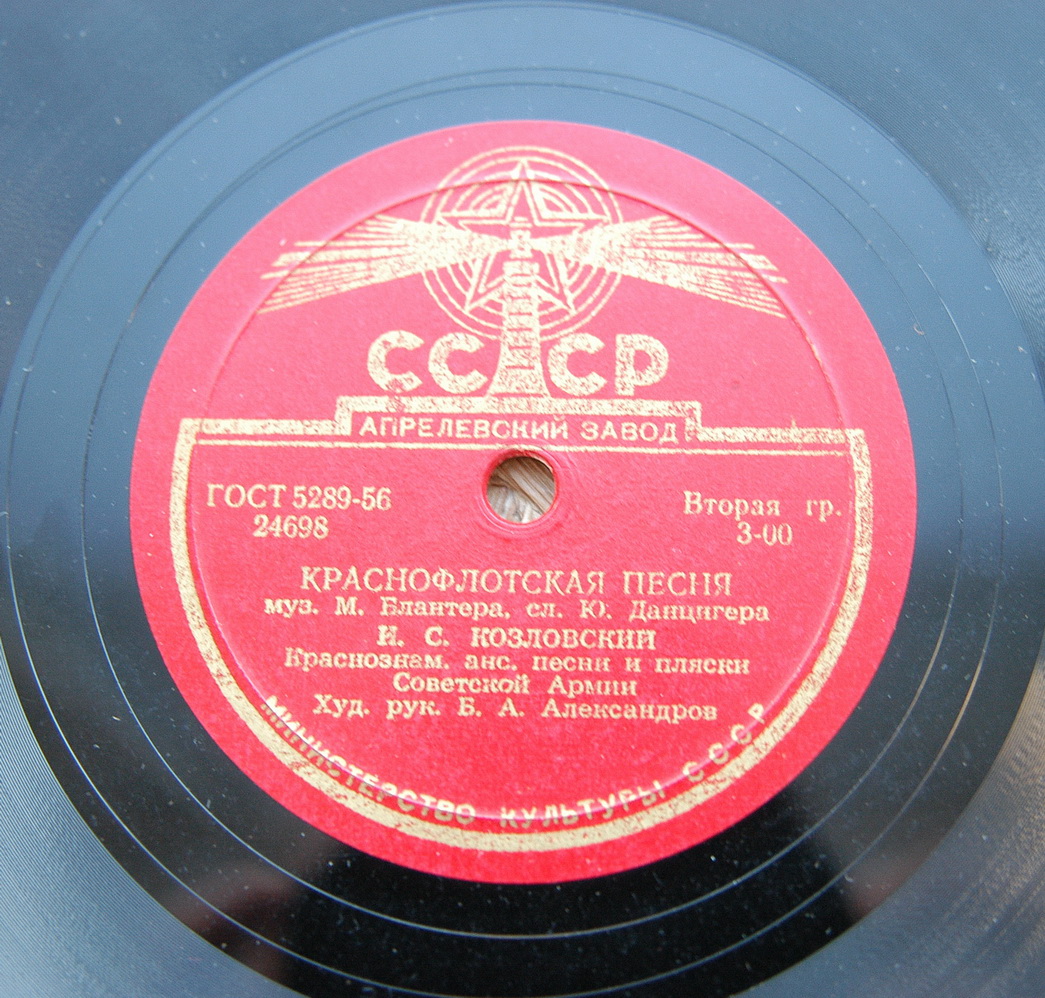 СССР
АПРЕЛЕВСКИЙ ЗАВОД
ГОСТ 5289-56
24698
Вторая гр.
3-00
КРАСНОФЛОТСКАЯ ПЕСНЯ
муз. М. Блантера, сл. Ю. Данцигера
И. С. КОЗЛОВСКИЙ
Краснознам. анс. песни и пляски
Советской Армии
Худ. рук. Б. А. Александров
МИНИСТЕРСТВО КУЛЬТУРЫ СССР